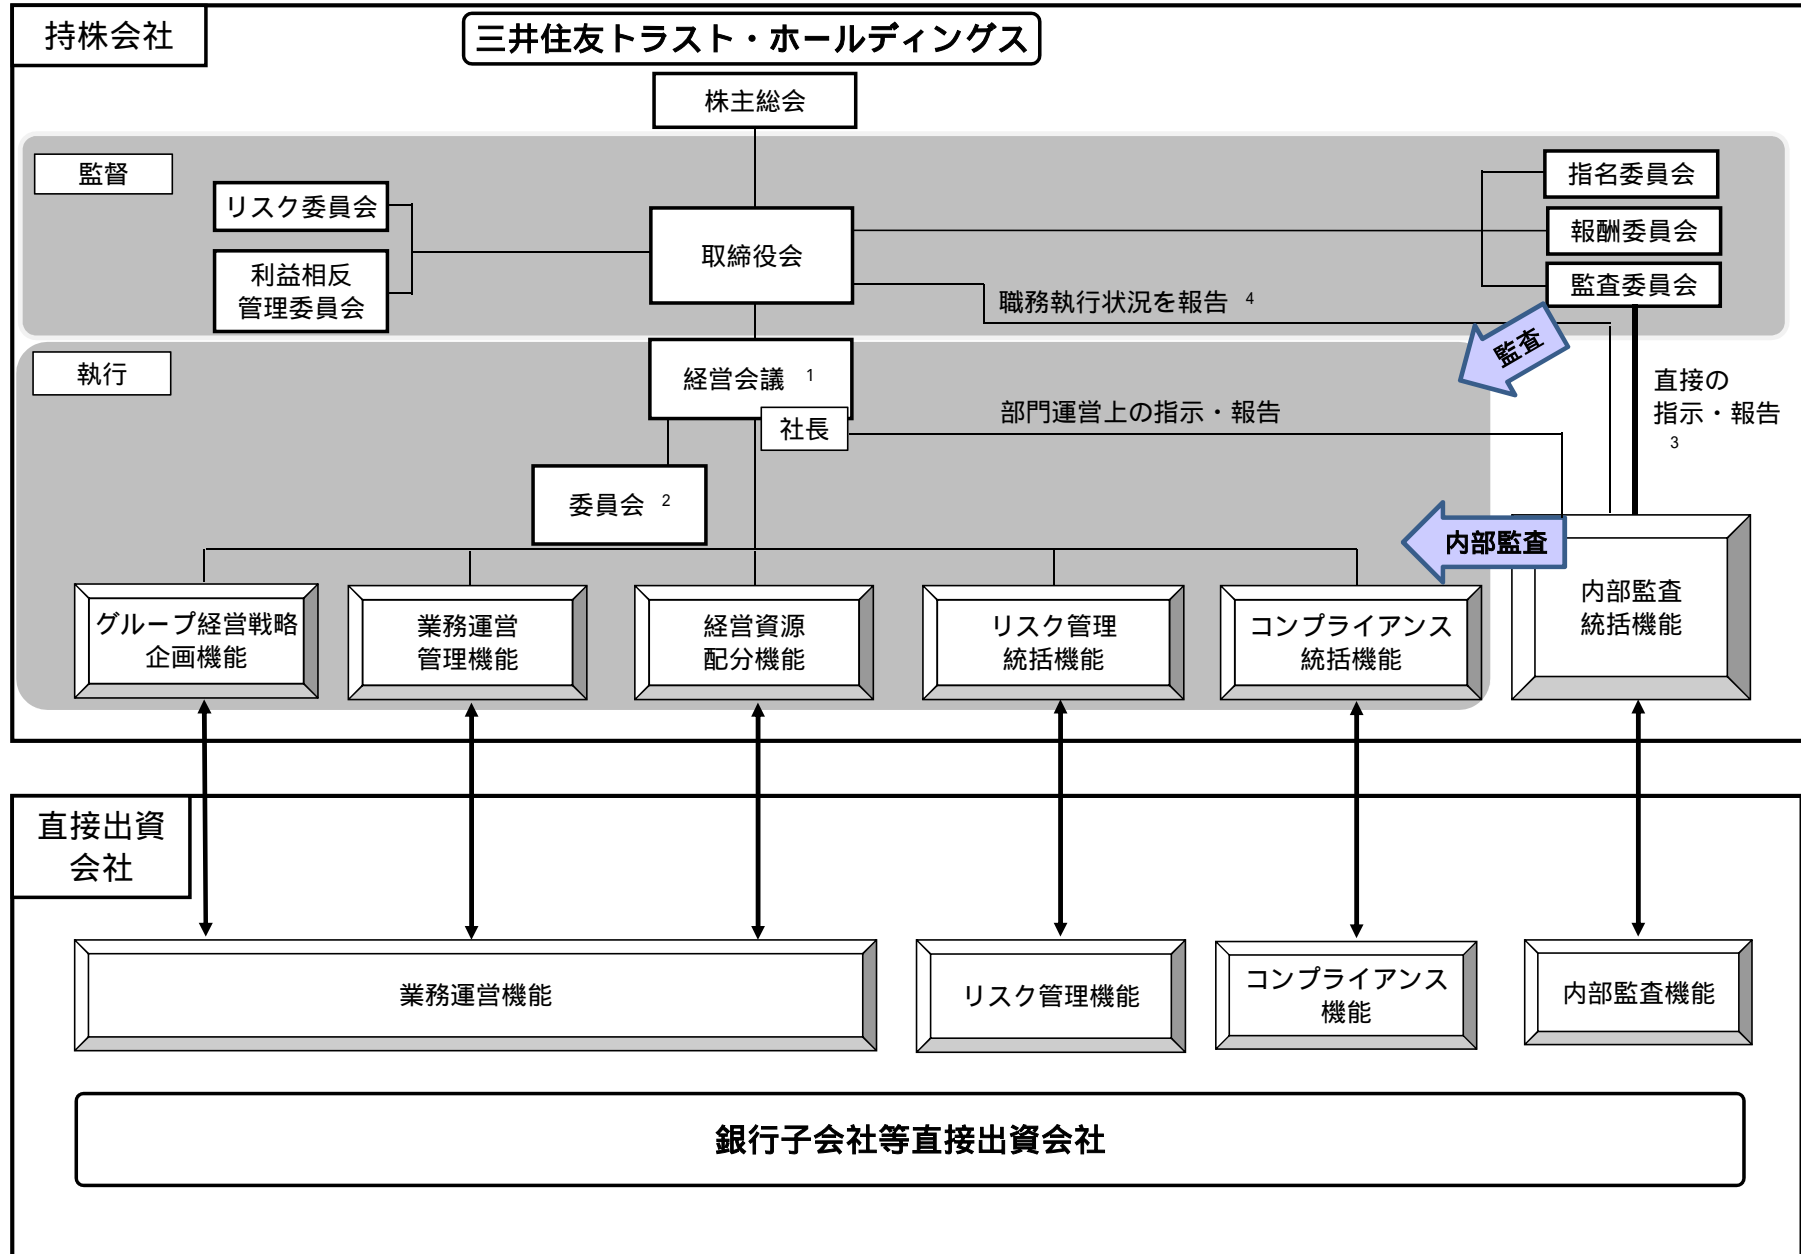 持株会社
三井住友トラスト・ホールディングス
株主総会
監督
リスク委員会
利益相反
管理委員会
取締役会
指名委員会
報酬委員会
監査委員会
職務執行状況を報告 4
監査
執行
経営会議 1
社長
部門運営上の指示・報告
直接の
指示・報告
3
委員会 2
内部監査
グループ経営戦略
企画機能
業務運営
管理機能
経営資源
配分機能
リスク管理
統括機能
コンプライアンス
統括機能
内部監査
統括機能
直接出資
会社
業務運営機能
リスク管理機能
コンプライアンス
機能
内部監査機能
銀行子会社等直接出資会社